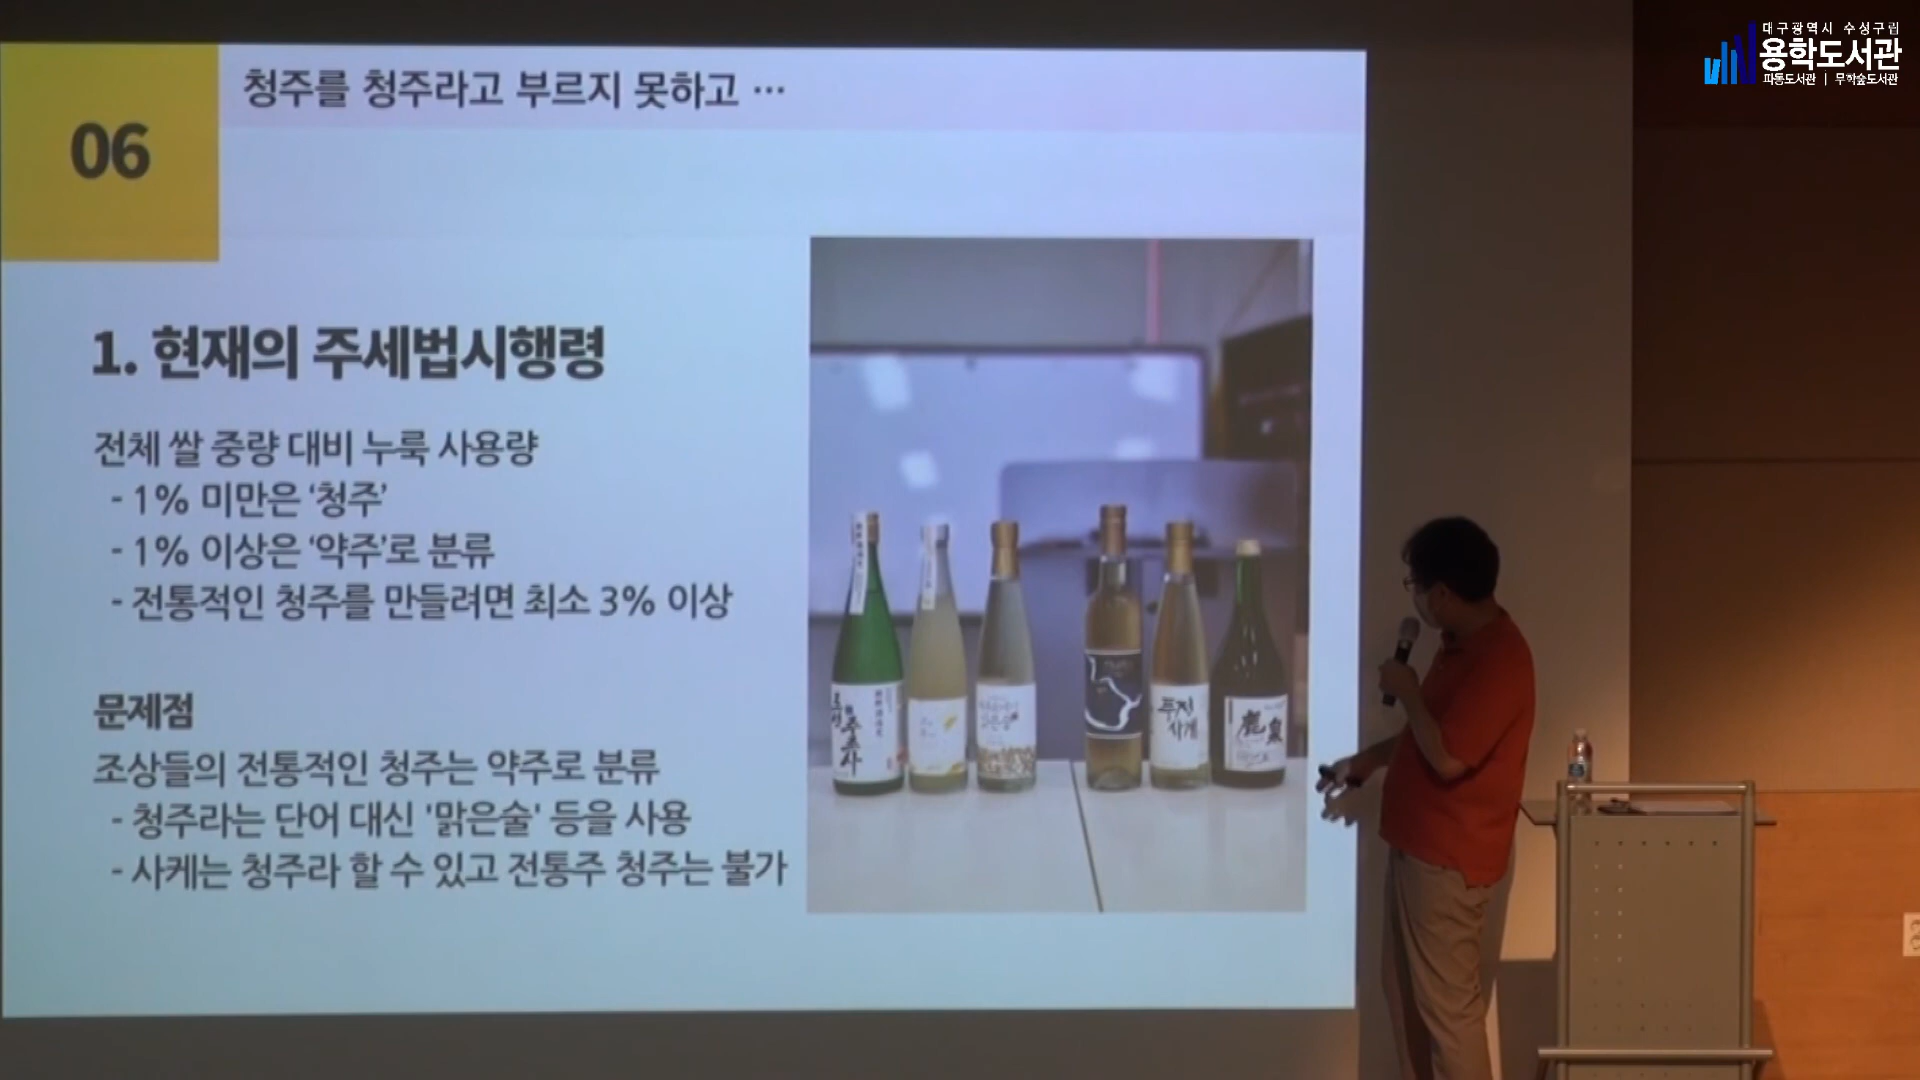 대구광역시 수성구립
용학도서관
파동도서관 | 무학숲도서관
06
청주를 청주라고 부르지 못하고 …
1. 현재의 주세법시행령
전체 쌀 중량 대비 누룩 사용량
- 1% 미만은 ‘청주’
- 1% 이상은 ‘약주’로 분류
- 전통적인 청주를 만들려면 최소 3% 이상
문제점
조상들의 전통적인 청주는 약주로 분류
- 청주라는 단어 대신 '맑은술' 등을 사용
- 사케는 청주라 할 수 있고 전통주 청주는 불가
鹿泉